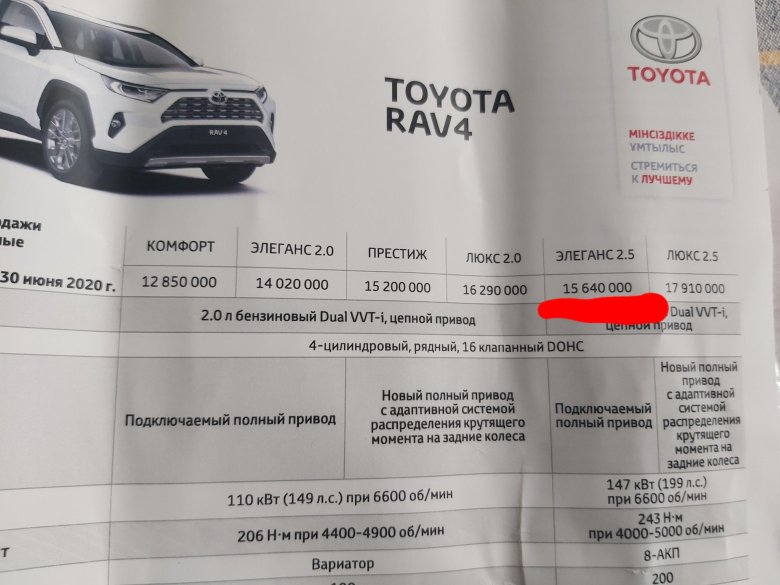 TOYOTA
TOYOTA
RAV4
RAV4
МІНСІЗДІККЕ
ҰМТЫЛЫС
СТРЕМИТЬСЯ
К ЛУЧШЕМУ
КОМФОРТ ЭЛЕГАНС 2.0 ПРЕСТИЖ ЛЮКС 2.0 ЭЛЕГАНС 2.5 ЛЮКС 2.5
30 июня 2020 г. 12 850 000 14 020 000 15 200 000 16 290 000 15 640 000 17 910 000
2.0 л бензиновый Dual VVT-i, цепной привод
Dual VVT-i,
цепной привод
4-цилиндровый, рядный, 16 клапанный DOHC
Подключаемый полный привод
Новый полный привод
с адаптивной системой
распределения крутящего
момента на задние колеса
Подключаемый
полный привод
Новый
полный
привод
с адаптивной
системой
распределения
крутящего
момента на
задние колеса
110 кВт (149 л.с.) при 6600 об/мин
147 кВт (199 л.с.)
при 6600 об/мин
206 Н·м при 4400-4900 об/мин
243 Н·м
при 4000-5000 об/мин
Вариатор
8-АКП
200